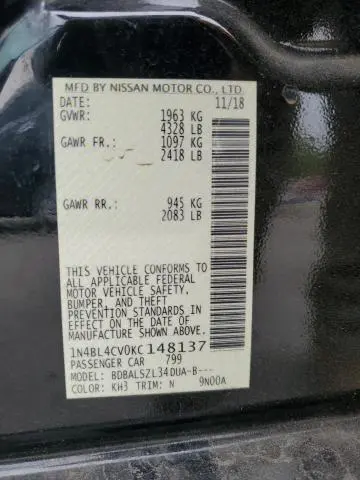 MFD BY NISSAN MOTOR CO., LTD.
DATE: 11/18
GVWR: 1963 KG
4328 LB
GAWR FR.: 1097 KG
2418 LB
GAWR RR.: 945 KG
2083 LB
THIS VEHICLE CONFORMS TO
ALL APPLICABLE FEDERAL
MOTOR VEHICLE SAFETY,
BUMPER, AND THEFT
PREVENTION STANDARDS
IN EFFECT ON THE DATE OF
MANUFACTURE SHOWN ABOVE.
1N4BL4CV0KC148137
PASSENGER CAR 799
MODEL: BDBALSZL34DUA-B---
COLOR: KH3 TRIM: N 9N00A